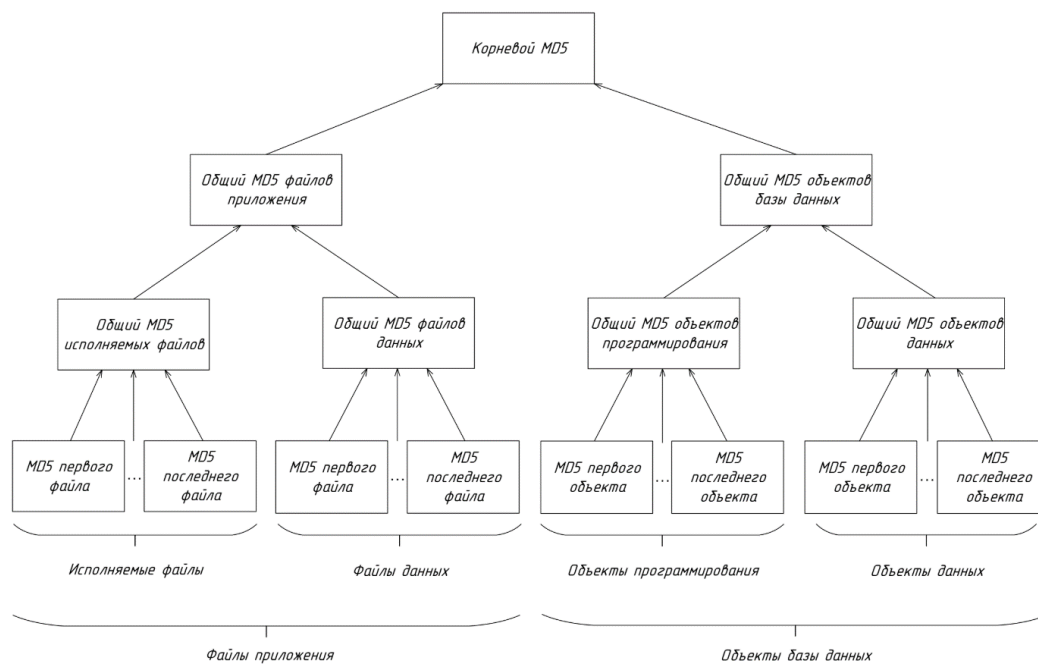 Корневой MD5
Общий MD5 файлов
приложения
Общий MD5 объектов
базы данных
Общий MD5
исполняемых файлов
Общий MD5 файлов
данных
Общий MD5 объектов
программирования
Общий MD5 объектов
данных
MD5 первого
файла
...
MD5
последнего
файла
MD5 первого
файла
...
MD5
последнего
файла
MD5 первого
объекта
...
MD5
последнего
объекта
MD5 первого
объекта
...
MD5
последнего
объекта
Исполняемые файлы
Файлы данных
Объекты программирования
Объекты данных
Файлы приложения
Объекты базы данных